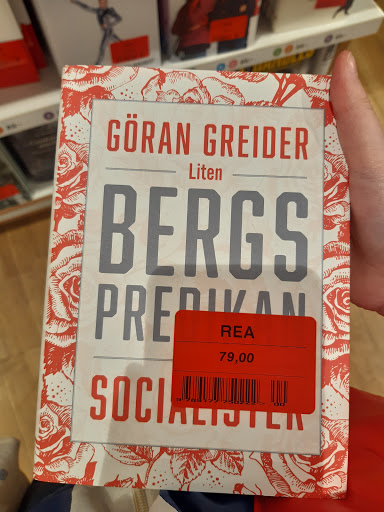 GÖRAN GREIDER
Liten
BERGS
PREDIKAN
REA
79,00
SOCIALISTER